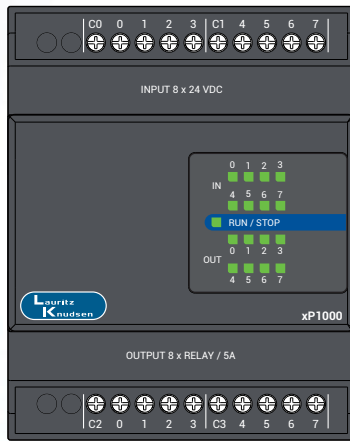 C0 0 1 2 3 C1 4 5 6 7
INPUT 8 x 24 VDC
0 1 2 3
IN
4 5 6 7
RUN / STOP
OUT
0 1 2 3
4 5 6 7
Lauritz
Knudsen
xP1000
OUTPUT 8 x RELAY / 5A
C2 0 1 2 3 C3 4 5 6 7